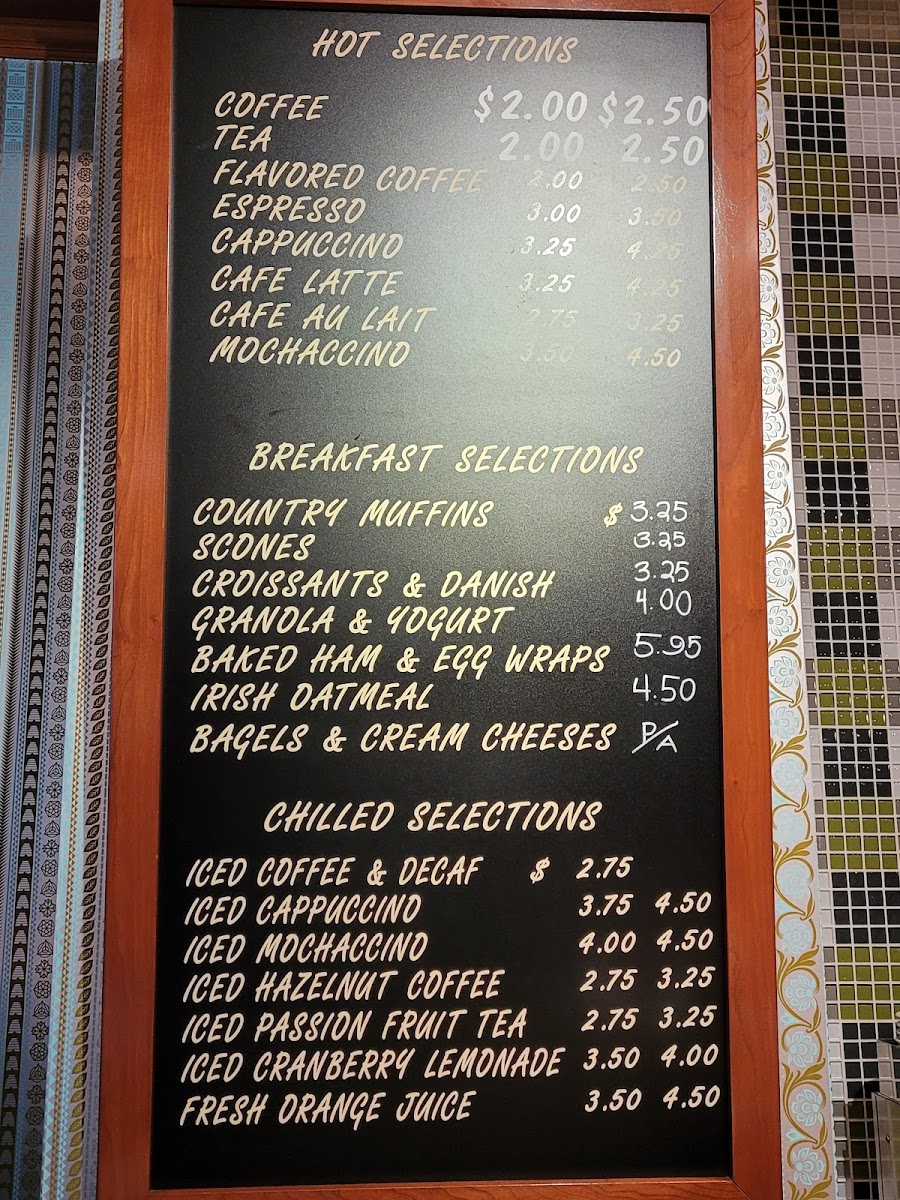 HOT SELECTIONS
COFFEE $2.00 $2.50
TEA 2.00 2.50
FLAVORED COFFEE 2.00 2.50
ESPRESSO 3.00 3.50
CAPPUCCINO 3.25 4.25
CAFE LATTE 3.25 4.25
CAFE AU LAIT 2.75 3.25
MOCHACCINO 3.50 4.50
BREAKFAST SELECTIONS
COUNTRY MUFFINS $ 3.25
SCONES 3.25
CROISSANTS & DANISH 3.25
GRANOLA & YOGURT 4.00
BAKED HAM & EGG WRAPS 5.95
IRISH OATMEAL 4.50
BAGELS & CREAM CHEESES P/A
CHILLED SELECTIONS
ICED COFFEE & DECAF $ 2.75
ICED CAPPUCCINO 3.75 4.50
ICED MOCHACCINO 4.00 4.50
ICED HAZELNUT COFFEE 2.75 3.25
ICED PASSION FRUIT TEA 2.75 3.25
ICED CRANBERRY LEMONADE 3.50 4.00
FRESH ORANGE JUICE 3.50 4.50